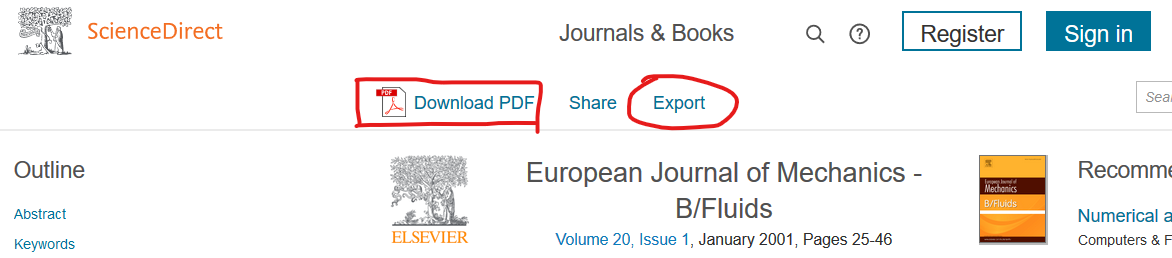 ScienceDirect
Journals & Books
?
Register
Sign in
PDF
Download PDF
Share
Export
Outline
Abstract
Keywords
ELSEVIER
European Journal of Mechanics -
B/Fluids
Volume 20, Issue 1, January 2001, Pages 25-46
European Journal of
Mechanics
B/Fluids
Recomme
Numerical a
Computers & F